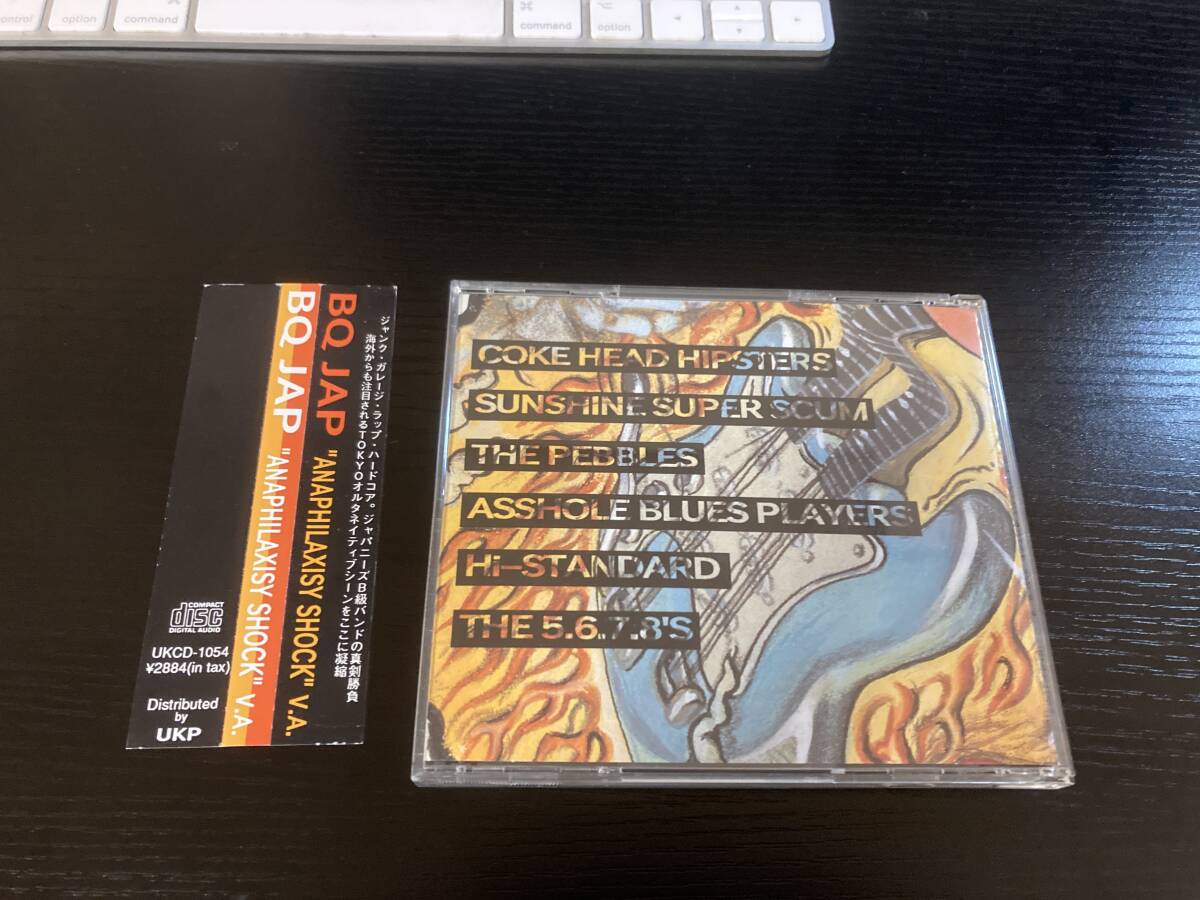 control
option
⌘
command
⌘
command
⌥
option
BQ JAP "ANAPHILAXISY SHOCK" V.A.
ジャンク・ガレージ・ラップ・ハードコア。ジャパニーズB級バンドの真剣勝負
海外からも注目されるTOKYOオルタネイティブシーンをここに凝縮
BQ JAP "ANAPHILAXISY SHOCK" V.A.
COMPACT
disc
DIGITAL AUDIO
UKCD-1054
¥2884(in tax)
Distributed
by
UKP
COKE HEAD HIPSTERS
SUNSHINE SUPER SCUM
THE PEBBLES
ASSHOLE BLUES PLAYERS
Hi-STANDARD
THE 5.6.7.8'S